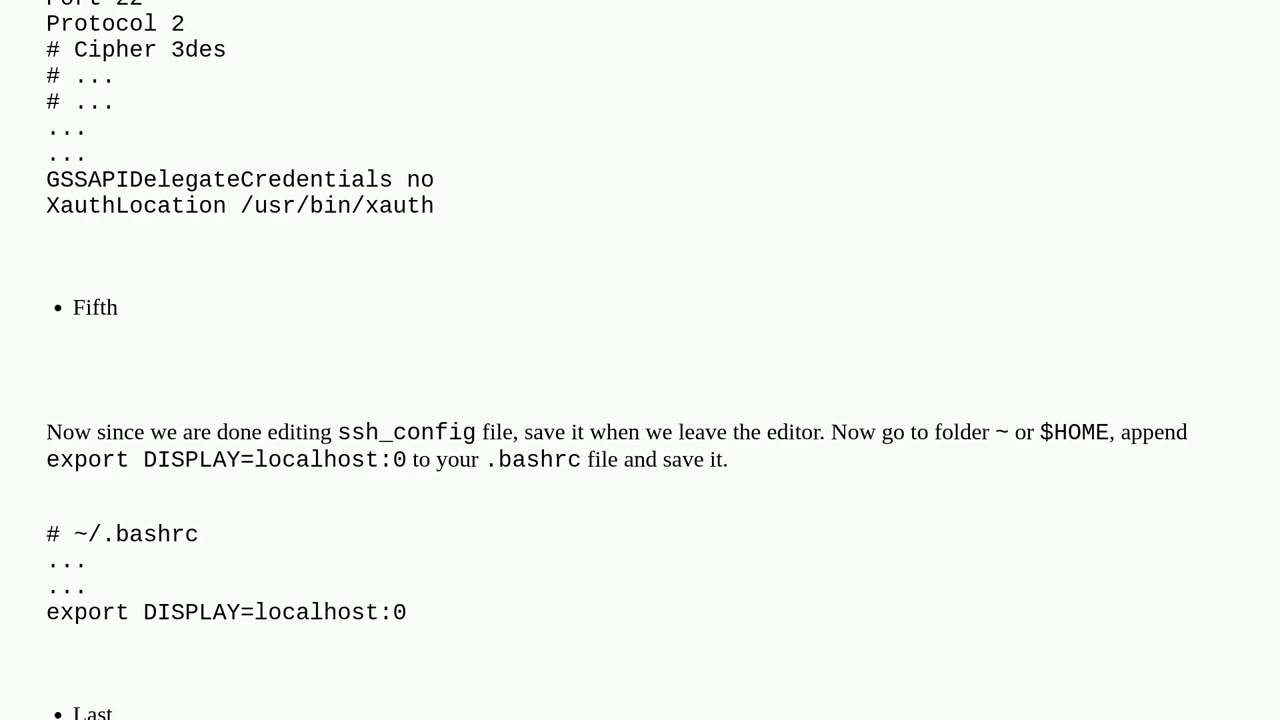 Port 22
Protocol 2
# Cipher 3des
# ...
# ...
...
...
GSSAPIDelegateCredentials no
XauthLocation /usr/bin/xauth
• Fifth
Now since we are done editing ssh_config file, save it when we leave the editor. Now go to folder ~ or $HOME, append
export DISPLAY=localhost:0 to your .bashrc file and save it.
# ~/.bashrc
...
...
export DISPLAY=localhost:0
• Last